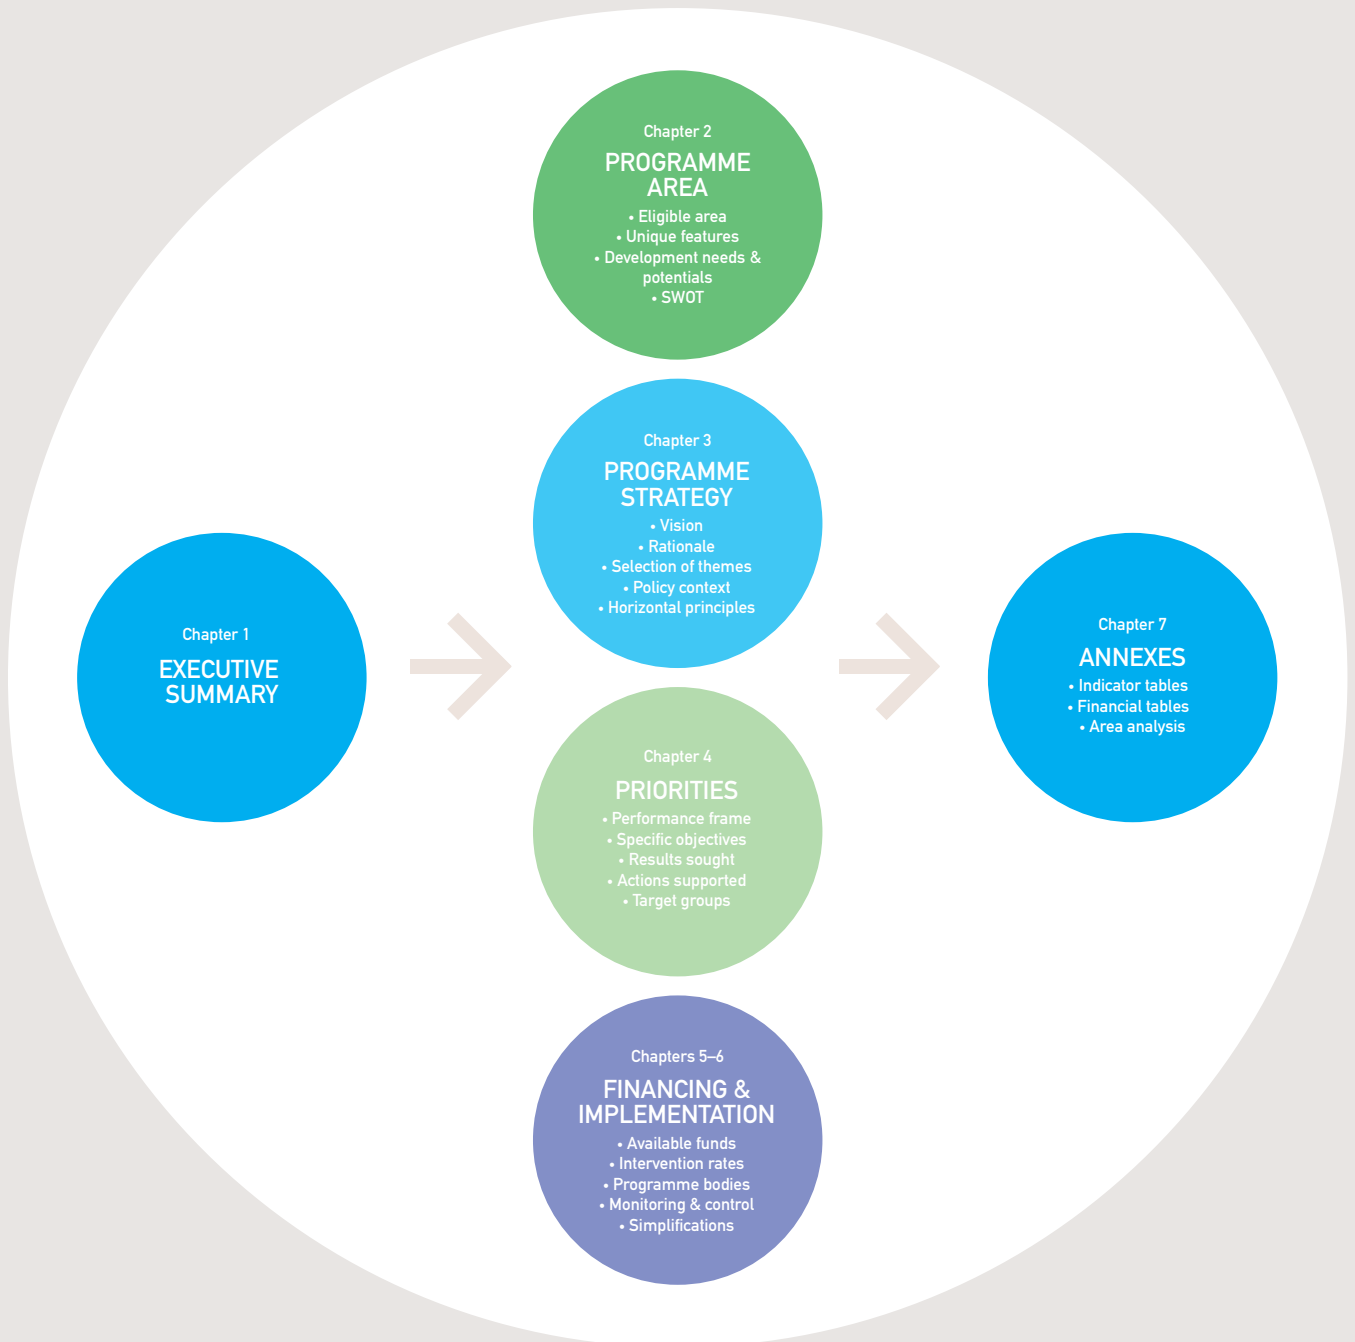 Chapter 1
EXECUTIVE
SUMMARY
Chapter 2
PROGRAMME
AREA
• Eligible area
• Unique features
• Development needs &
potentials
• SWOT
Chapter 3
PROGRAMME
STRATEGY
• Vision
• Rationale
• Selection of themes
• Policy context
• Horizontal principles
Chapter 4
PRIORITIES
• Performance frame
• Specific objectives
• Results sought
• Actions supported
• Target groups
Chapters 5–6
FINANCING &
IMPLEMENTATION
• Available funds
• Intervention rates
• Programme bodies
• Monitoring & control
• Simplifications
Chapter 7
ANNEXES
• Indicator tables
• Financial tables
• Area analysis